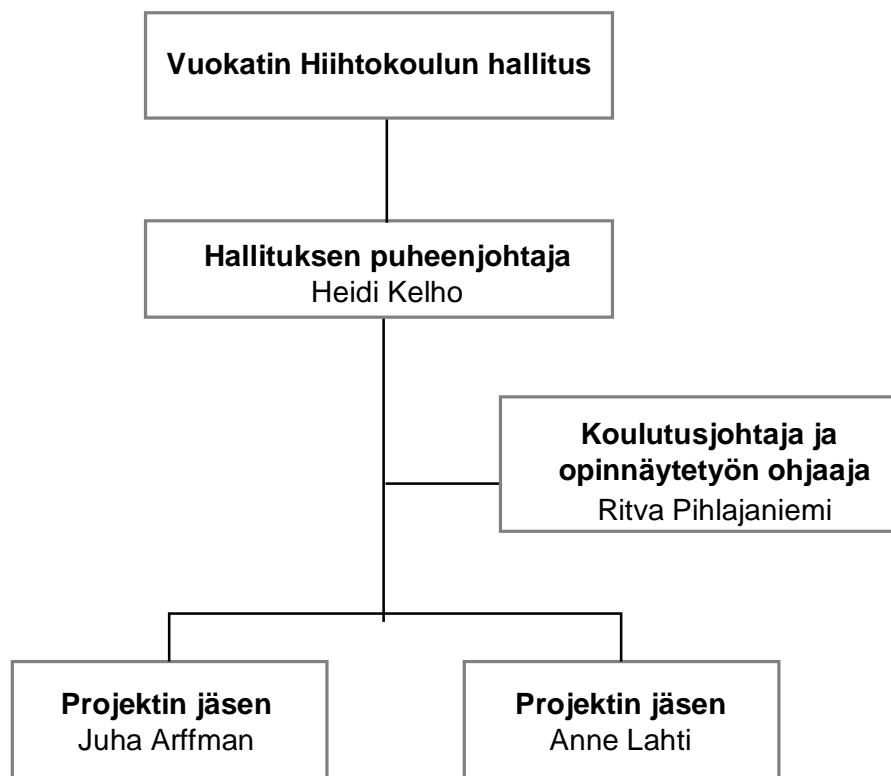 Vuokatin Hiihtokoulun hallitus
Hallituksen puheenjohtaja
Heidi Kelho
Koulutusjohtaja ja
opinnäytetyön ohjaaja
Ritva Pihlajaniemi
Projektin jäsen
Juha Arffman
Projektin jäsen
Anne Lahti